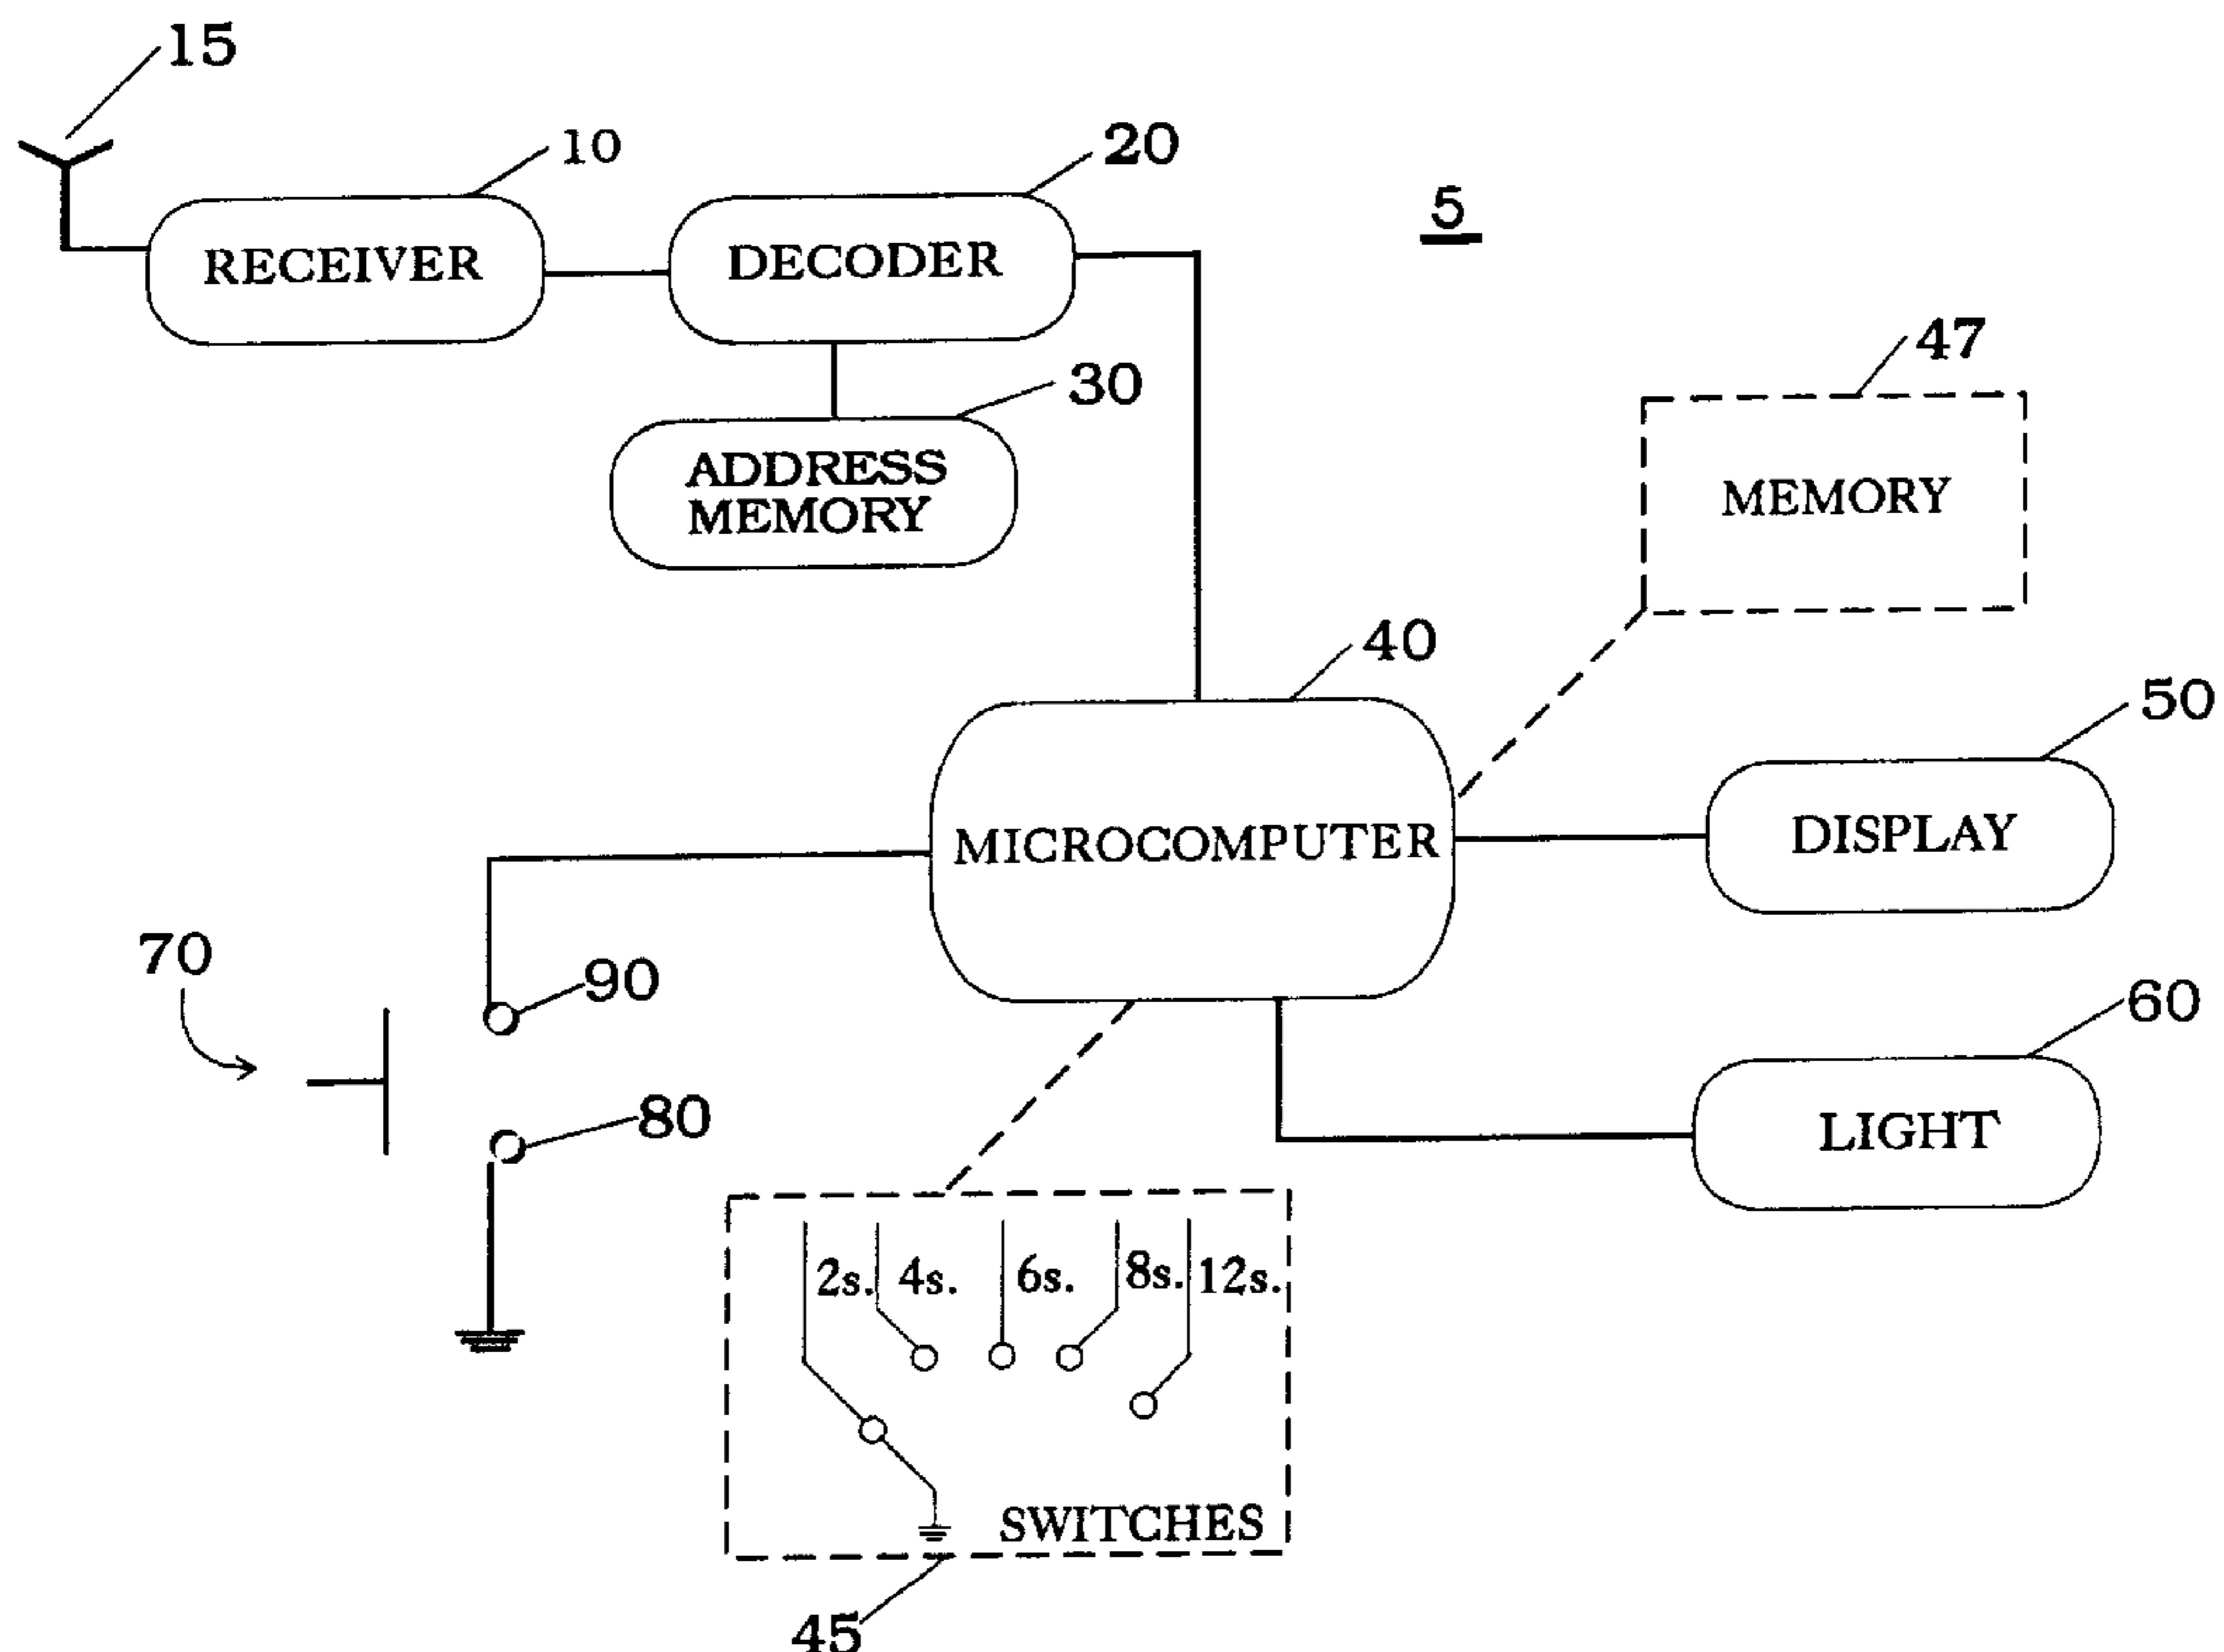 15
10
20
5
RECEIVER
DECODER
47
30
ADDRESS
MEMORY
MEMORY
40
50
MICROCOMPUTER
DISPLAY
70
90
60
80
LIGHT
2s. 4s. 6s. 8s. 12s.
SWITCHES
45